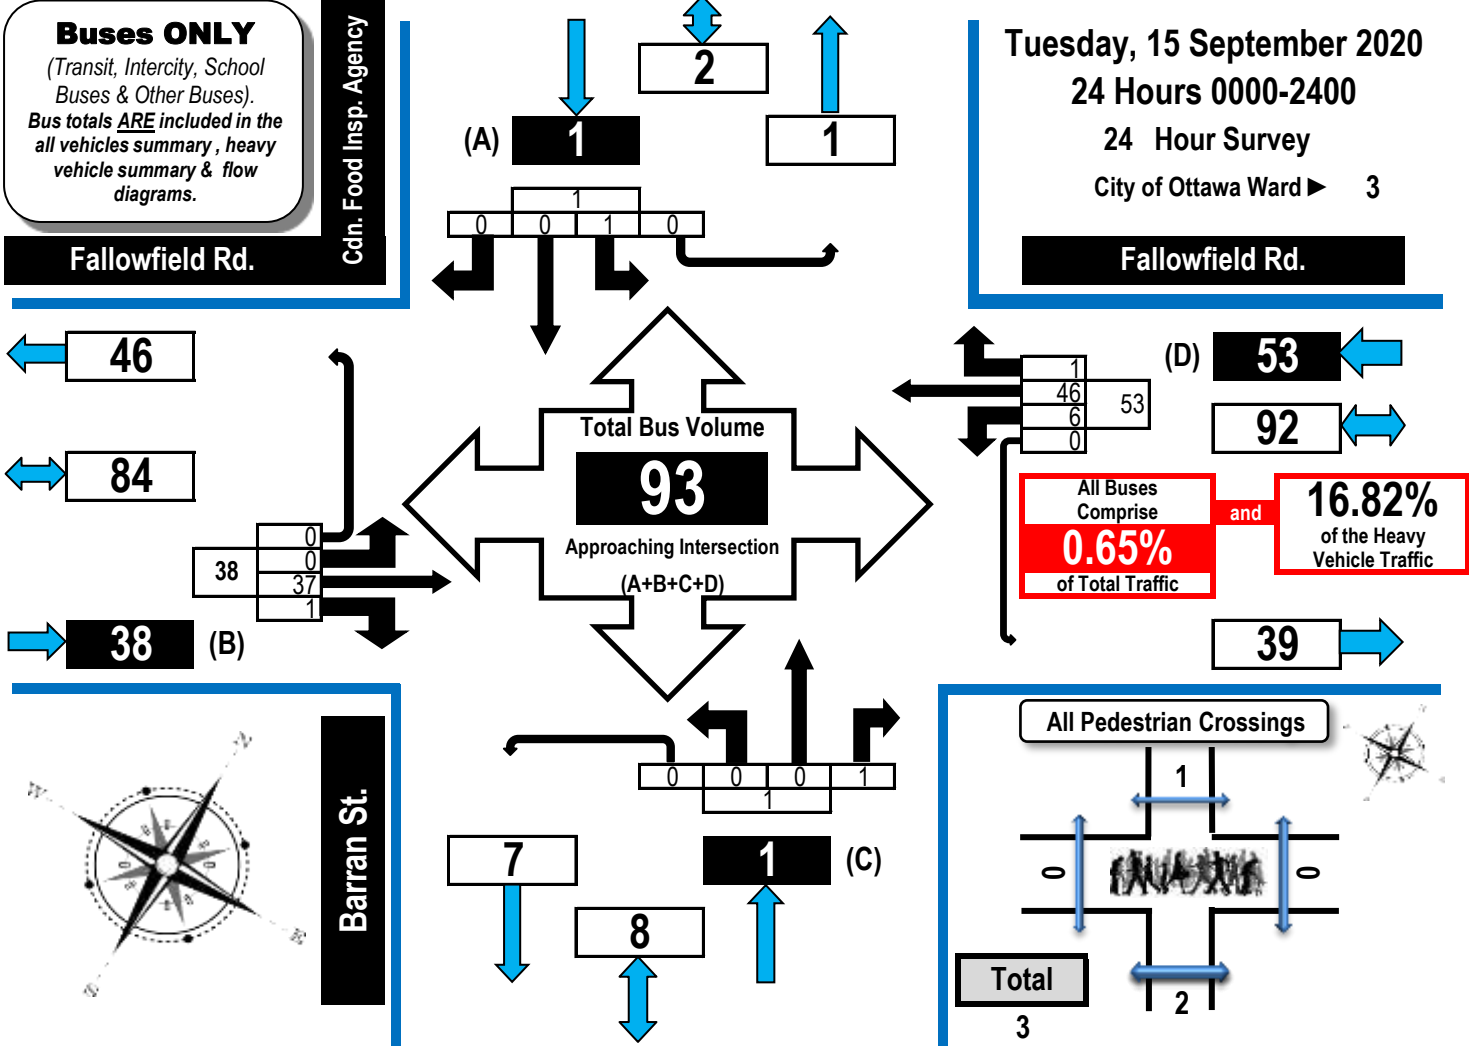 Buses ONLY
(Transit, Intercity, School
Buses & Other Buses).
Bus totals ARE included in the
all vehicles summary , heavy
vehicle summary & flow
diagrams.
Cdn. Food Insp. Agency
Fallowfield Rd.
2
(A)
1
1
1
0 0 1 0
Tuesday, 15 September 2020
24 Hours 0000-2400
24 Hour Survey
City of Ottawa Ward ► 3
Fallowfield Rd.
46
84
0
0
38
37
1
38
(B)
Total Bus Volume
93
Approaching Intersection
(A+B+C+D)
(D)
53
1
46
53
6
0
92
All Buses
Comprise
0.65%
of Total Traffic
and
16.82%
of the Heavy
Vehicle Traffic
39
N
W
E
S
Barran St.
0 0 0 1
1
7
1
(C)
8
All Pedestrian Crossings
1
0
0
2
Total
3